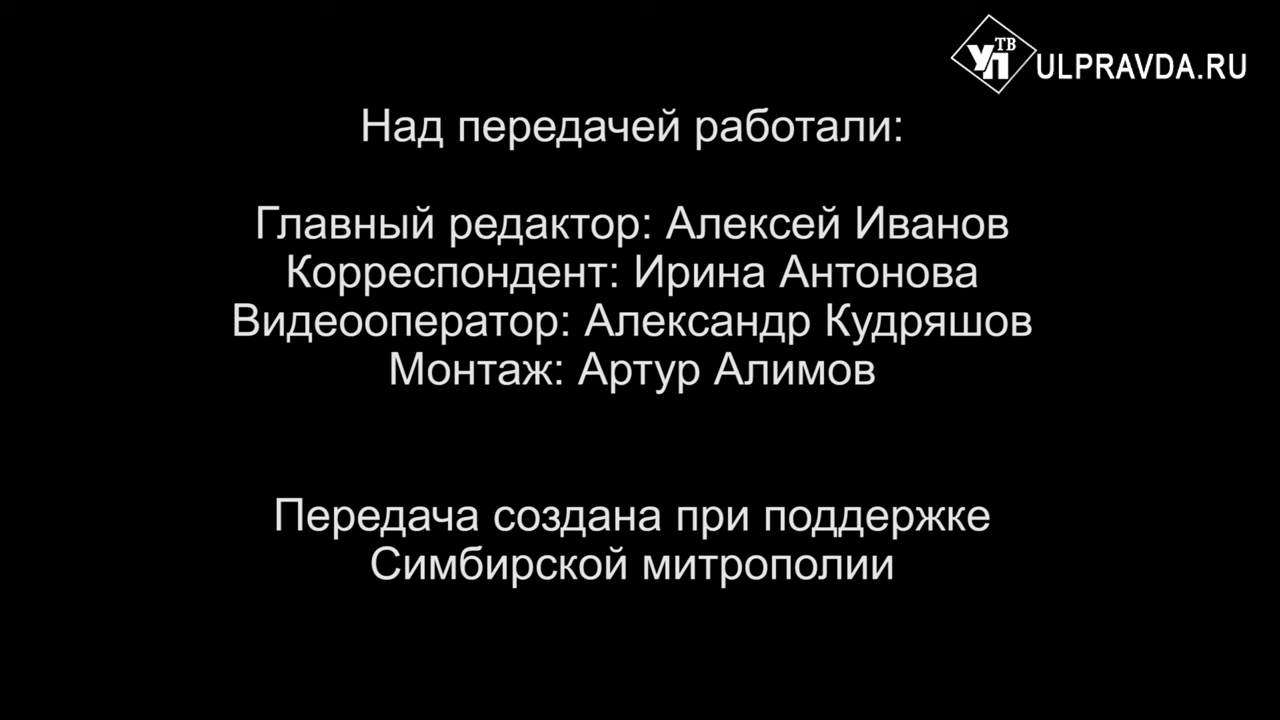 УП ТВ ULPRAVDA.RU
Над передачей работали:
Главный редактор: Алексей Иванов
Корреспондент: Ирина Антонова
Видеооператор: Александр Кудряшов
Монтаж: Артур Алимов
Передача создана при поддержке
Симбирской митрополии